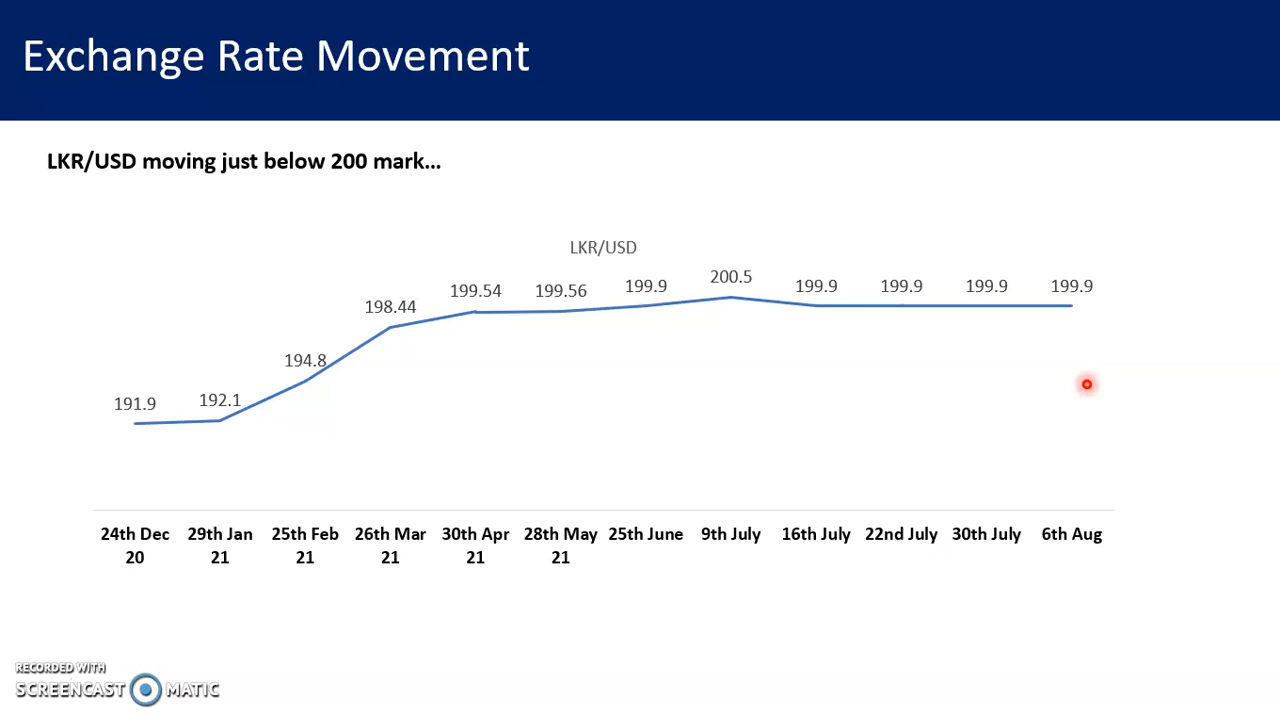 Exchange Rate Movement
LKR/USD moving just below 200 mark...
LKR/USD
191.9
192.1
194.8
198.44
199.54
199.56
199.9
200.5
199.9
199.9
199.9
199.9
24th Dec 20
29th Jan 21
25th Feb 21
26th Mar 21
30th Apr 21
28th May 21
25th June
9th July
16th July
22nd July
30th July
6th Aug
RECORDED WITH
SCREENCAST MATIC